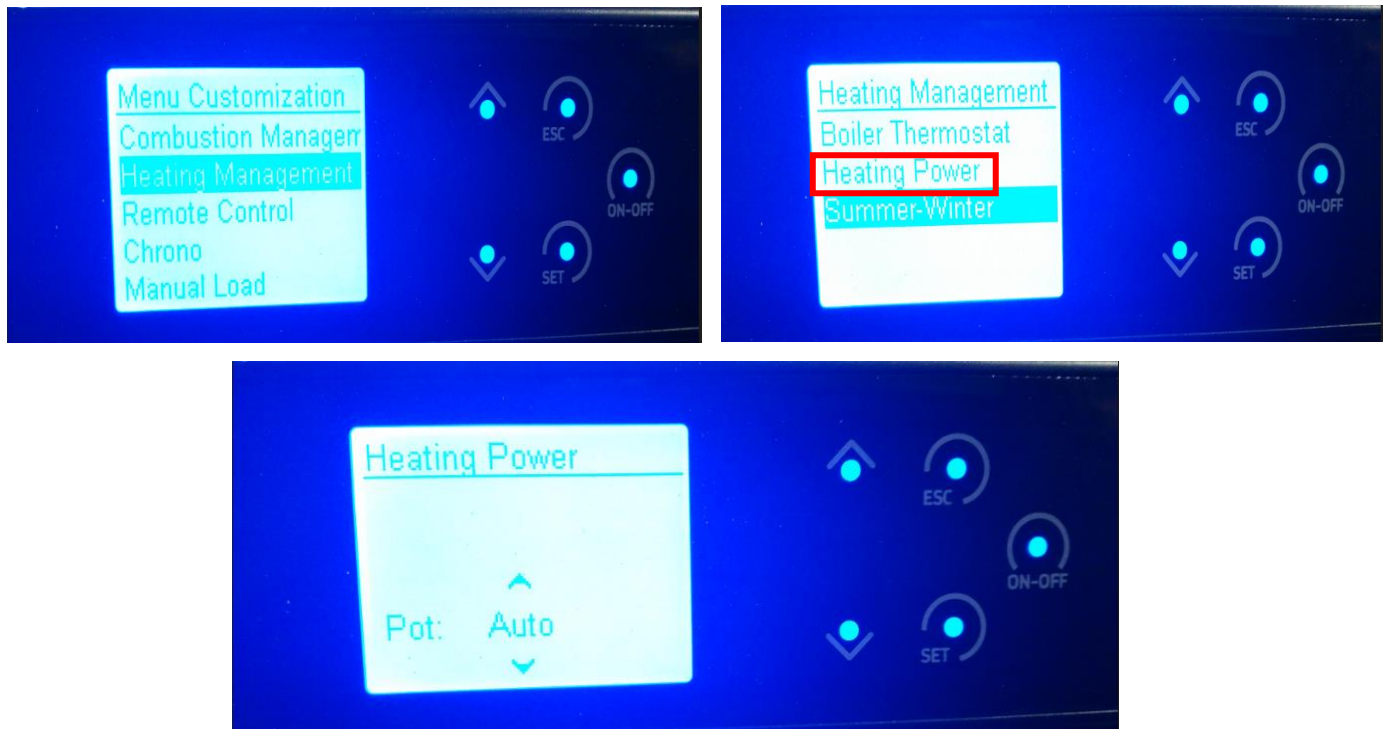 Menu Customization
Combustion Managem
Heating Management
Remote Control
Chrono
Manual Load
ESC
ON-OFF
SET
Heating Management
Boiler Thermostat
Heating Power
Summer-Winter
ESC
ON-OFF
SET
Heating Power
Pot: Auto
ESC
ON-OFF
SET